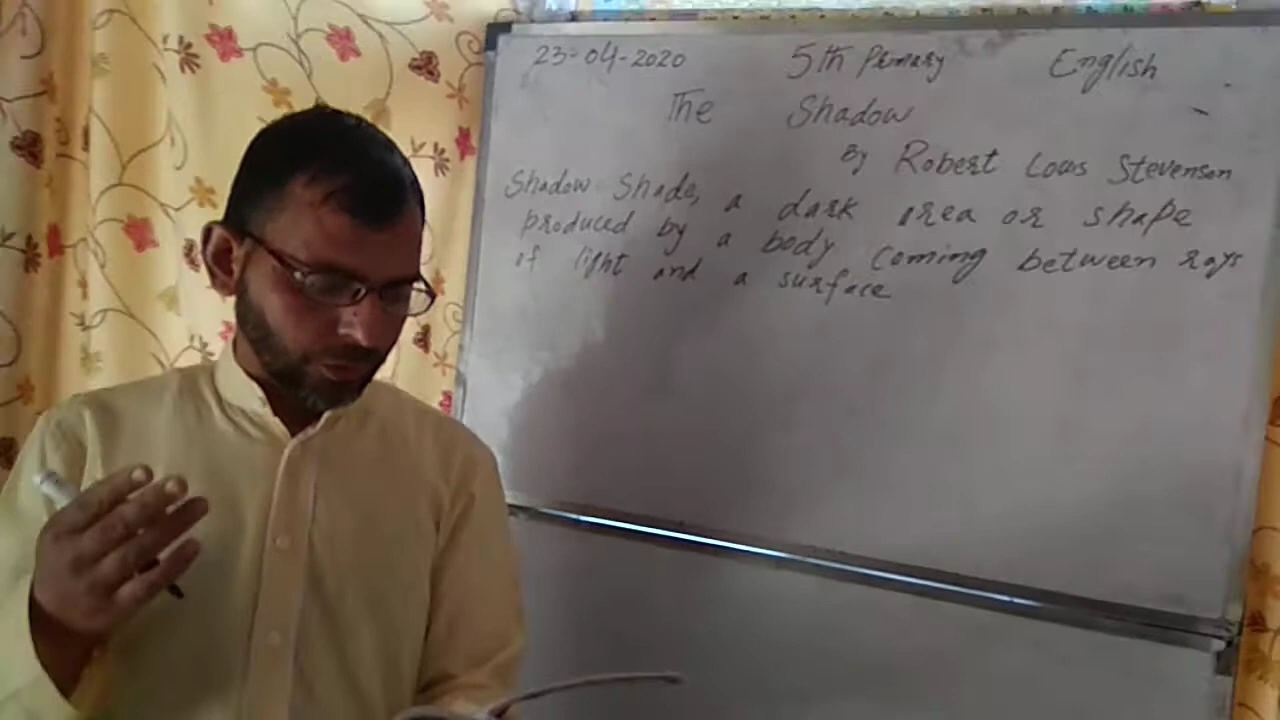 23-04-2020 5th Primary English
The Shadow
By Robert Lows Stevenson
Shadow Shade, a dark area or shape
produced by a body coming between rays
of light and a surface